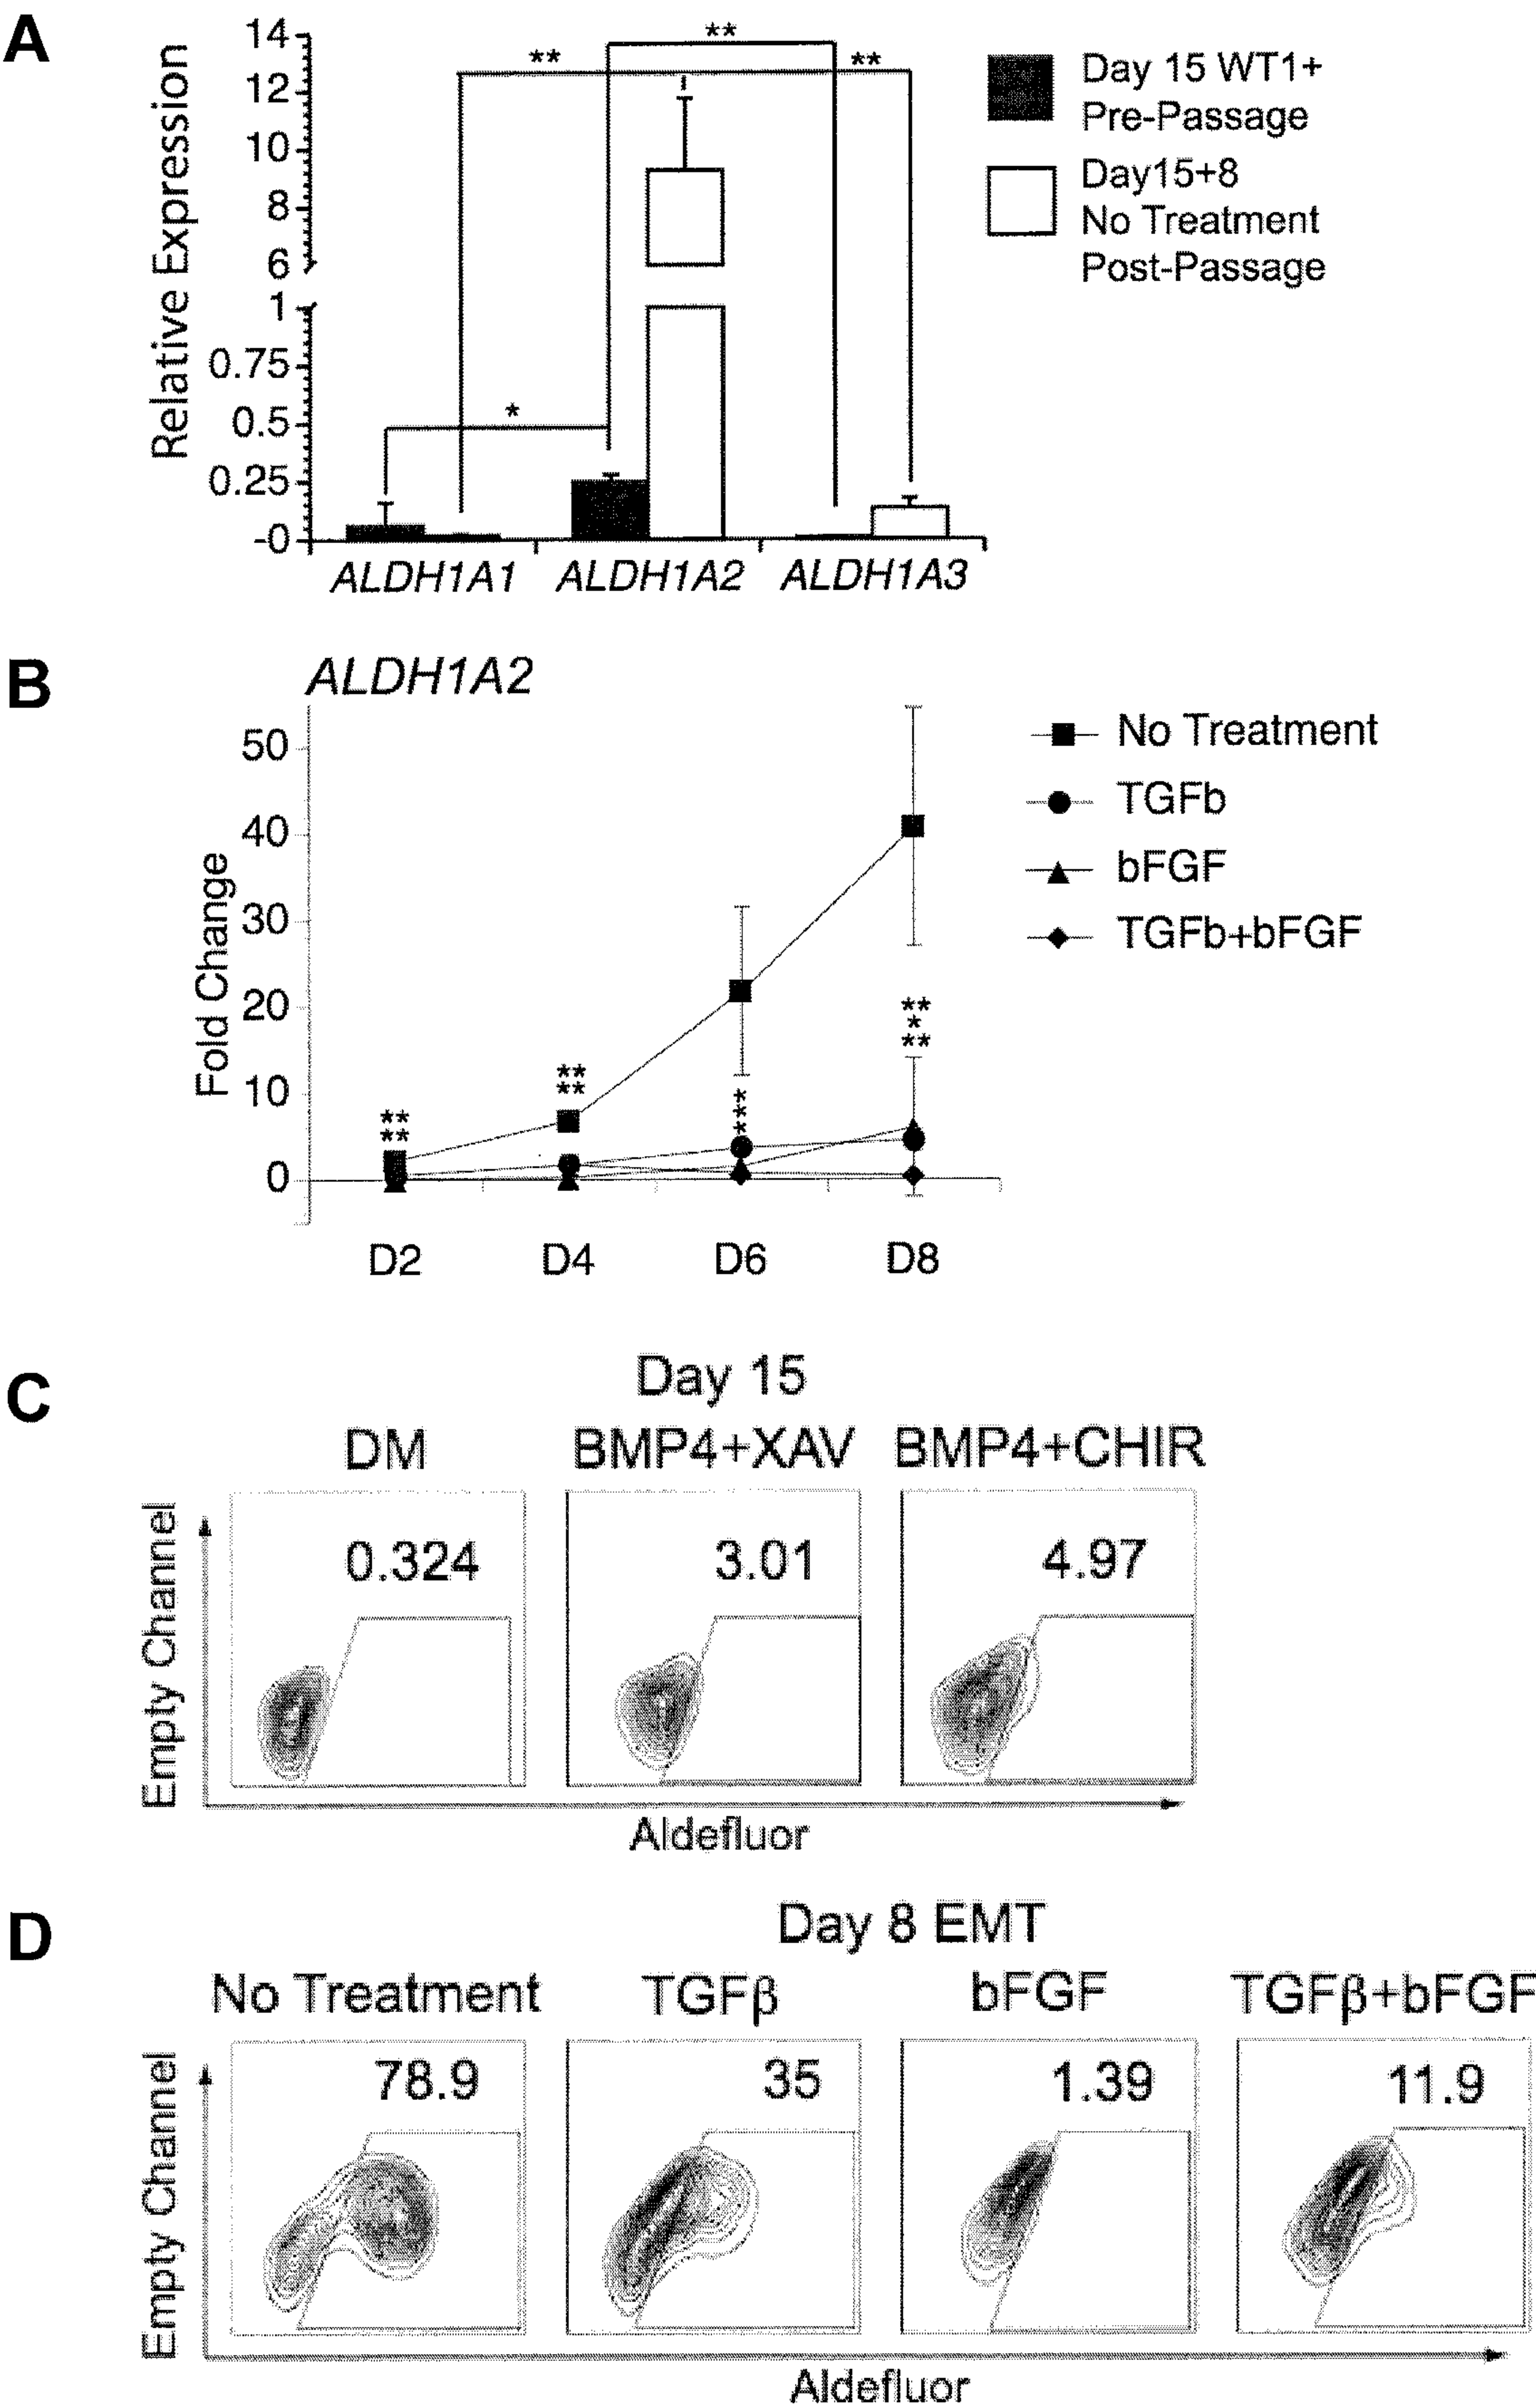 A
Relative Expression
14
12
10
8
6
1
0.75
0.5
0.25
-0
**
**
**
*
ALDH1A1
ALDH1A2
ALDH1A3
Day 15 WT1+
Pre-Passage
Day15+8
No Treatment
Post-Passage
B
ALDH1A2
Fold Change
50
40
30
20
10
0
**
**
**
**
***
**
*
**
D2
D4
D6
D8
No Treatment
TGFb
bFGF
TGFb+bFGF
C
Day 15
DM
BMP4+XAV
BMP4+CHIR
Empty Channel
0.324
3.01
4.97
Aldefluor
D
Day 8 EMT
No Treatment
TGFβ
bFGF
TGFβ+bFGF
Empty Channel
78.9
35
1.39
11.9
Aldefluor